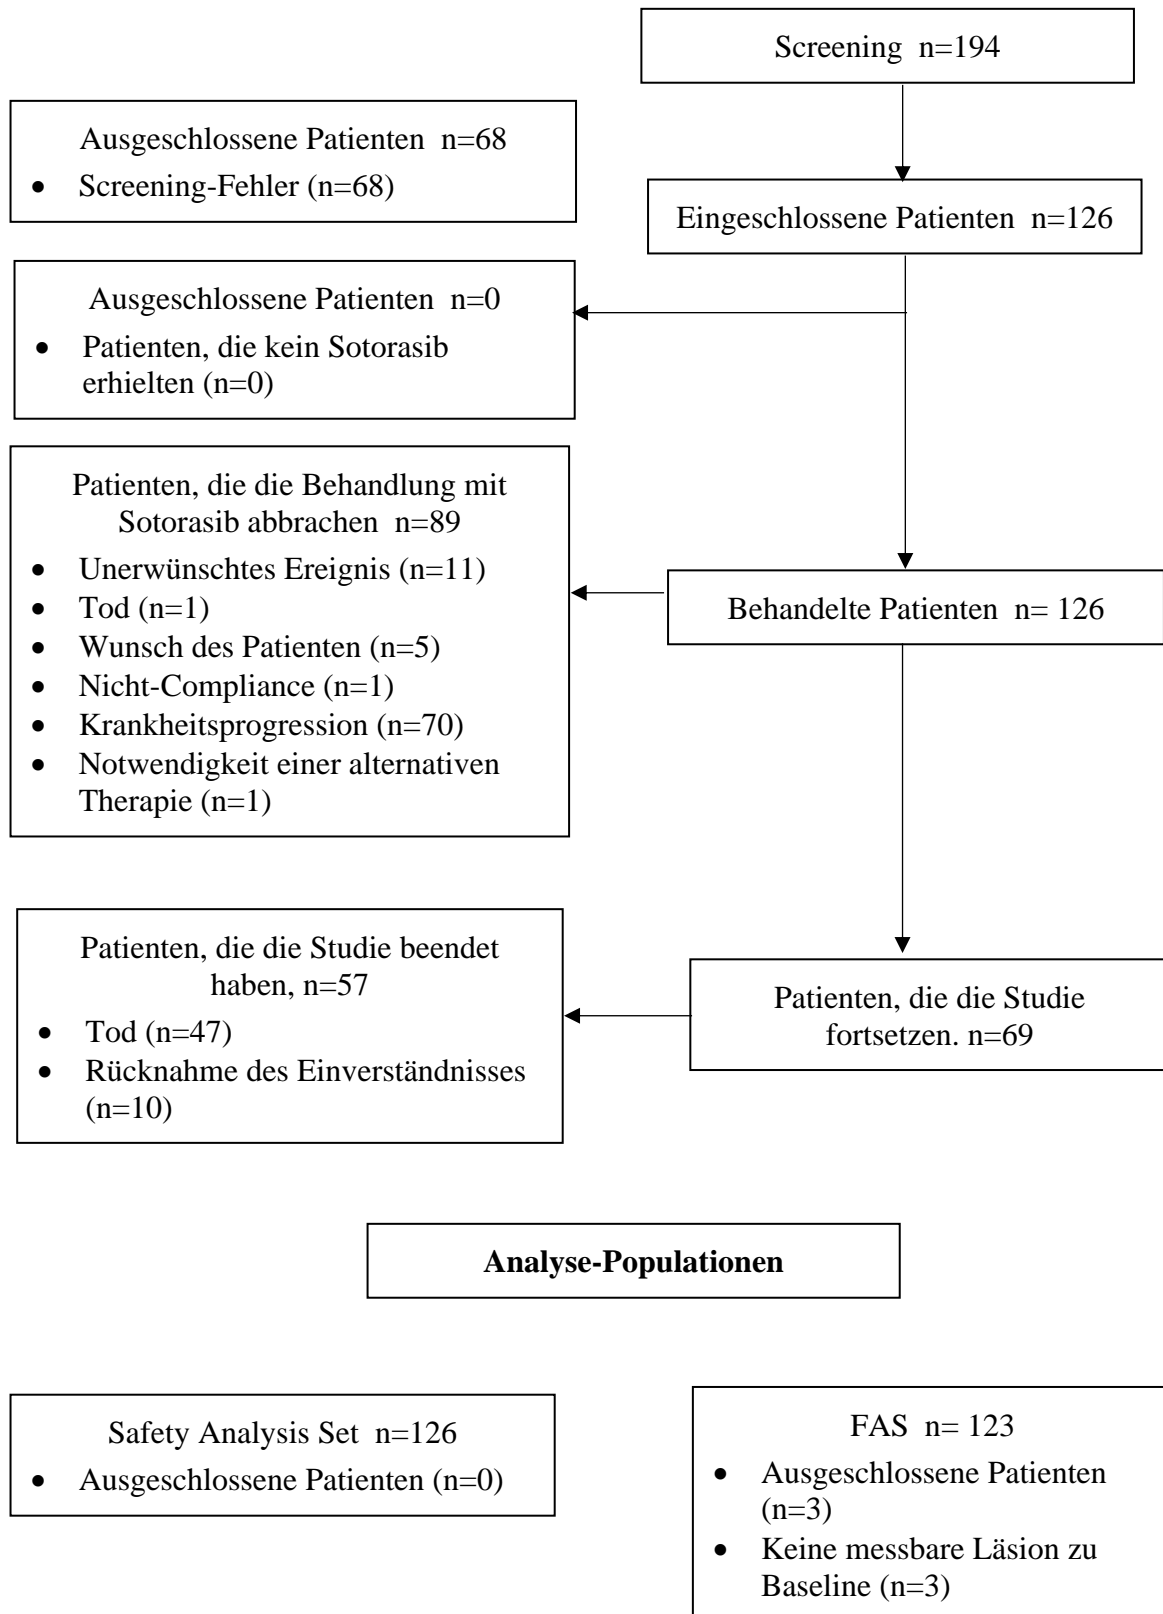 Screening n=194
Ausgeschlossene Patienten n=68
• Screening-Fehler (n=68)
Eingeschlossene Patienten n=126
Ausgeschlossene Patienten n=0
• Patienten, die kein Sotorasib
erhielten (n=0)
Patienten, die die Behandlung mit
Sotorasib abbrachen n=89
• Unerwünschtes Ereignis (n=11)
• Tod (n=1)
• Wunsch des Patienten (n=5)
• Nicht-Compliance (n=1)
• Krankheitsprogression (n=70)
• Notwendigkeit einer alternativen
Therapie (n=1)
Behandelte Patienten n= 126
Patienten, die die Studie beendet
haben, n=57
• Tod (n=47)
• Rücknahme des Einverständnisses
(n=10)
Patienten, die die Studie
fortsetzen. n=69
Analyse-Populationen
Safety Analysis Set n=126
• Ausgeschlossene Patienten (n=0)
FAS n= 123
• Ausgeschlossene Patienten
(n=3)
• Keine messbare Läsion zu
Baseline (n=3)